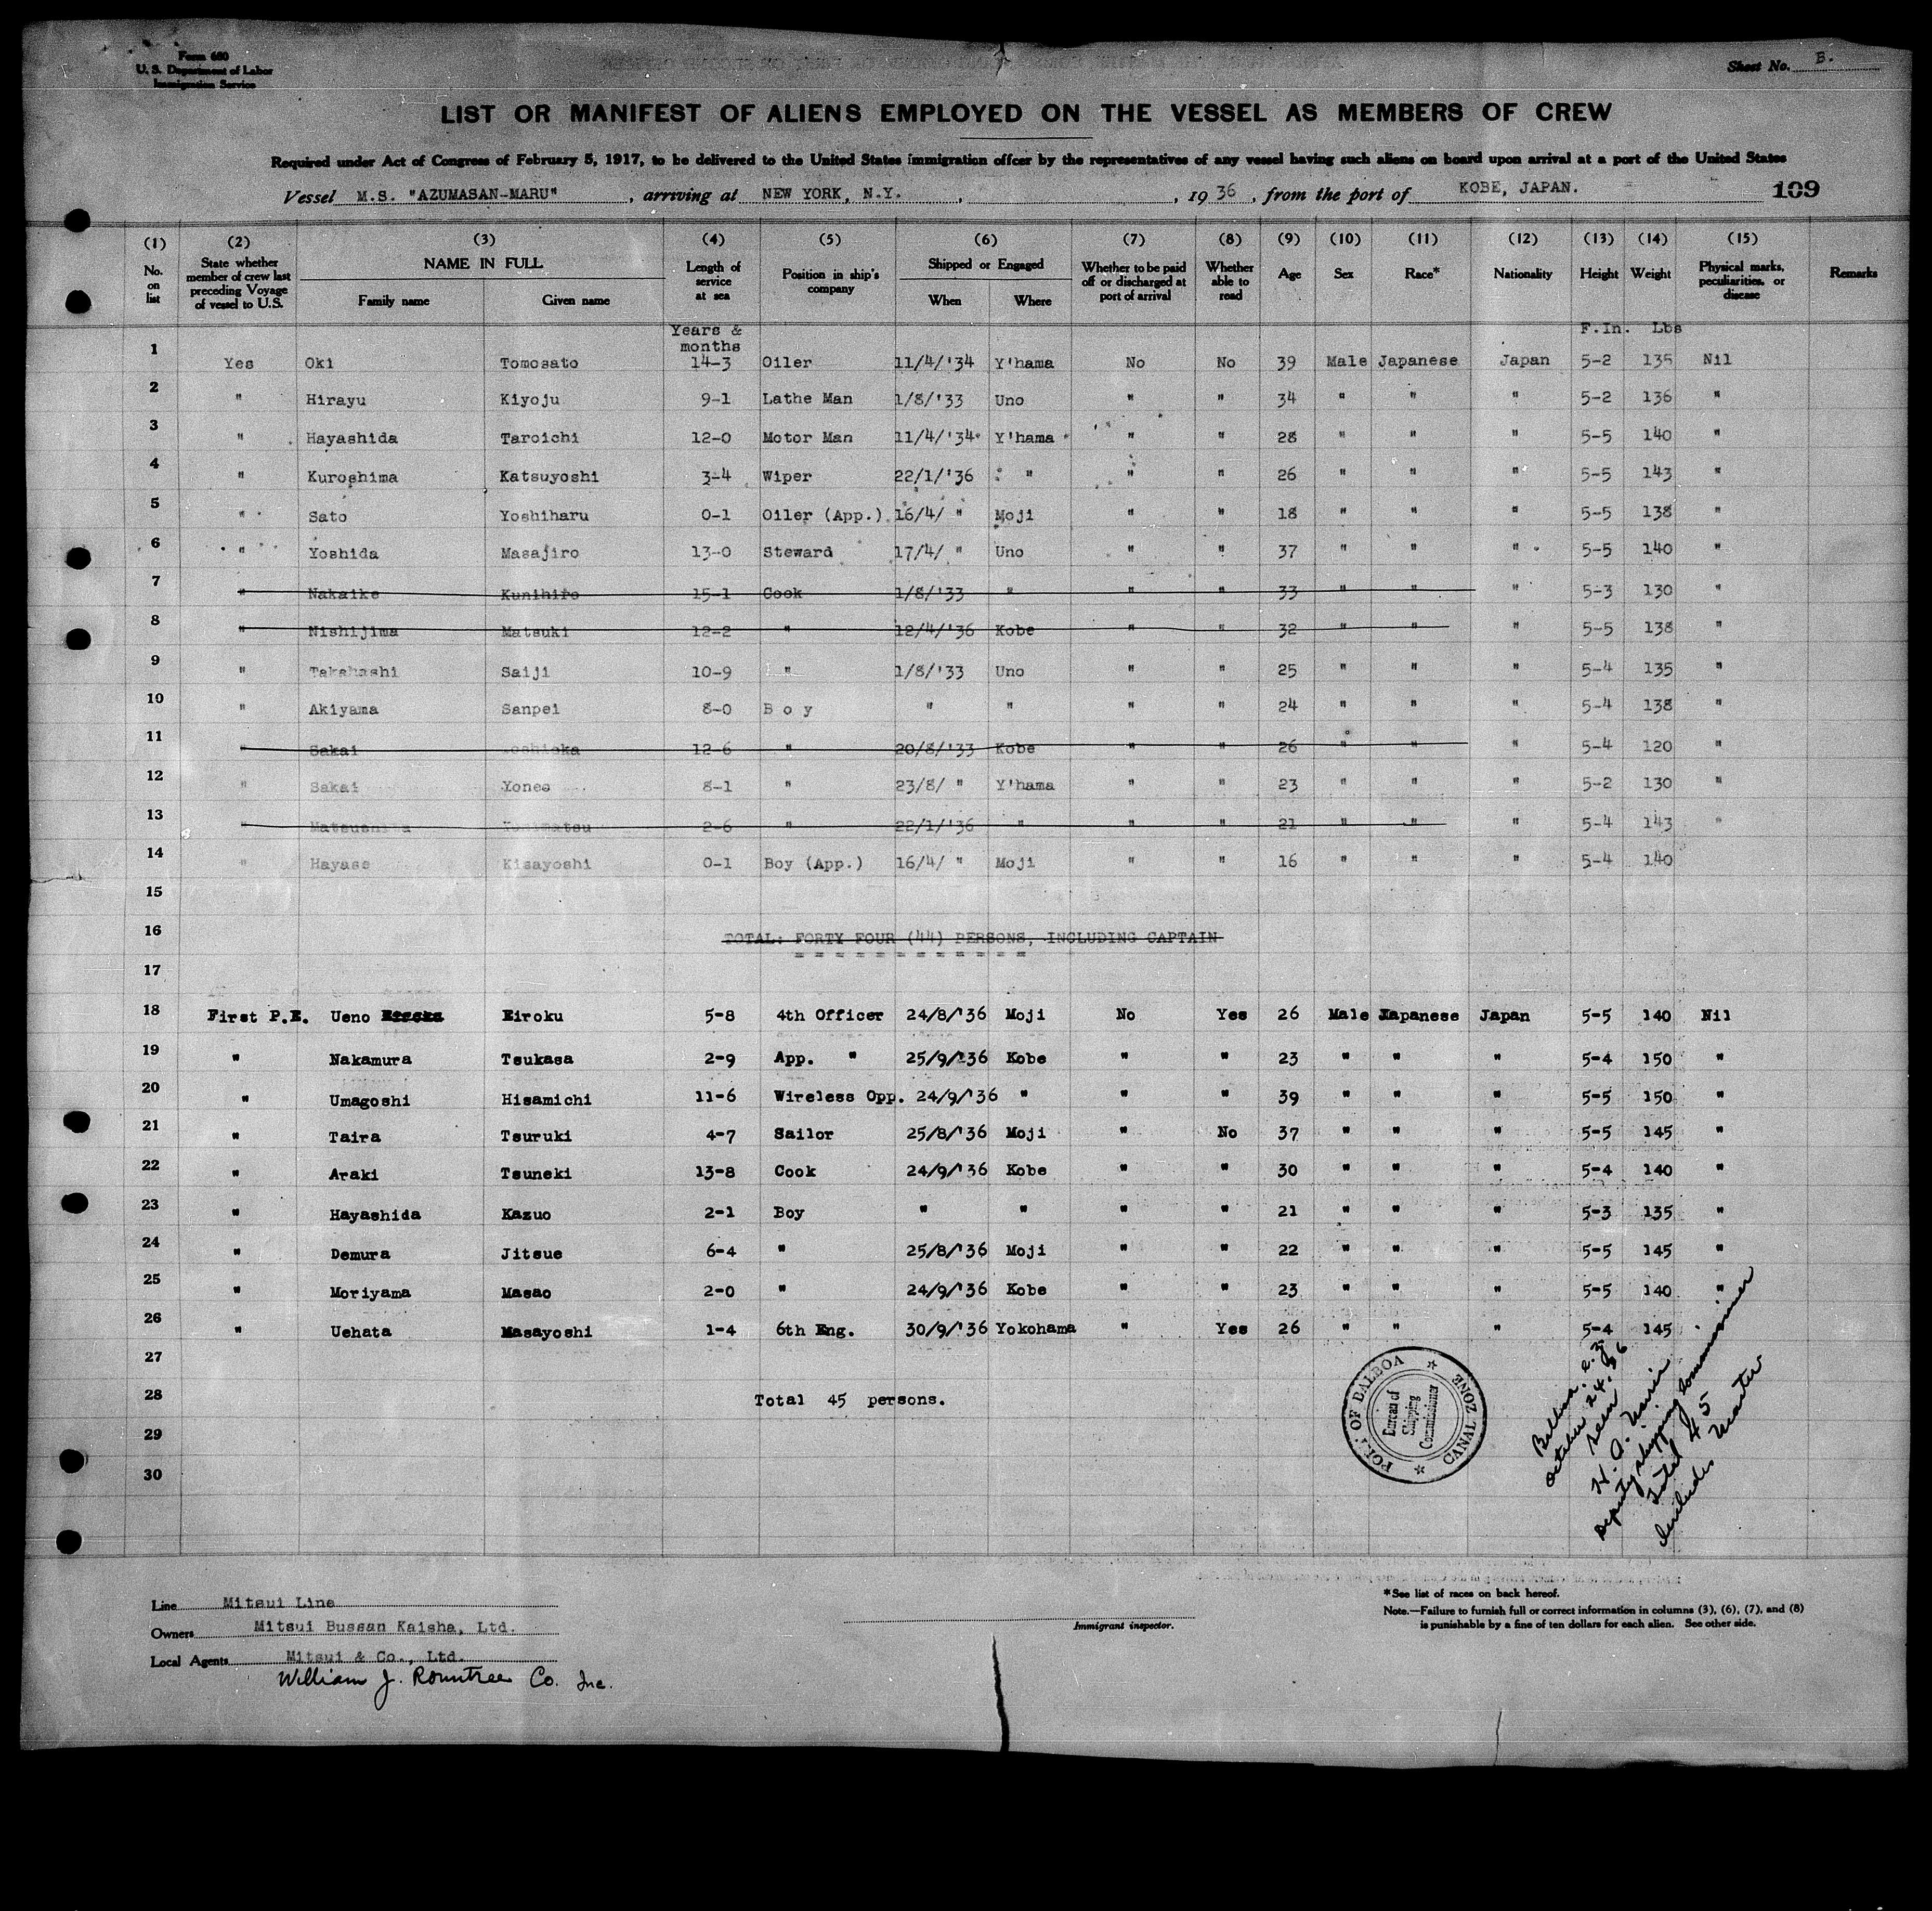 Form 680
U. S. Department of Labor
Immigration Service
Sheet No. B.
LIST OR MANIFEST OF ALIENS EMPLOYED ON THE VESSEL AS MEMBERS OF CREW
Required under Act of Congress of February 5, 1917, to be delivered to the United States immigration officer by the representatives of any vessel having such aliens on board upon arrival at a port of the United States
Vessel M.S. "AZUMASAN-MARU", arriving at NEW YORK, N.Y., 1936, from the port of KOBE, JAPAN. 109
(1) (2) (3) (4) (5) (6) (7) (8) (9) (10) (11) (12) (13) (14) (15)
No. on list | State whether member of crew last preceding Voyage of vessel to U.S. | NAME IN FULL Family name Given name | Length of service at sea | Position in ship's company | Shipped or Engaged When Where | Whether to be paid off or discharged at port of arrival | Whether able to read | Age | Sex | Race* | Nationality | Height | Weight | Physical marks, peculiarities, or disease | Remarks
Years & months F.In. Lbs
1 Yes Oki Tomosato 14-3 Oiler 11/4/'34 Y'hama No No 39 Male Japanese Japan 5-2 135 Nil
2 " Hirayu Kiyoju 9-1 Lathe Man 1/8/'33 Uno " " 34 " " " 5-2 136 "
3 " Hayashida Taroichi 12-0 Motor Man 11/4/'34 Y'hama " " 28 " " " 5-5 140 "
4 " Kuroshima Katsuyoshi 3-4 Wiper 22/1/'36 " " " 26 " " " 5-5 143 "
5 " Sato Yoshiharu 0-1 Oiler (App.) 16/4/ " Moji " " 18 " " " 5-5 138 "
6 " Yoshida Masajiro 13-0 Steward 17/4/ " Uno " " 37 " " " 5-5 140 "
7 " Nakaike Kunihiro 15-1 Cook 1/8/'33 " " " 33 " " " 5-3 130 "
8 " Nishijima Matsuki 12-2 " 12/4/'36 Kobe " " 32 " " " 5-5 138 "
9 " Takahashi Saiji 10-9 " 1/8/'33 Uno " " 25 " " " 5-4 135 "
10 " Akiyama Sanpei 8-0 B o y " " " " 24 " " " 5-4 138 "
11 " Sakai 12-6 " 20/8/'33 Kobe " " 26 " " " 5-4 120 "
12 " Sakai Yoneo 8-1 " 23/8/ " Y'hama " " 23 " " " 5-2 130 "
13 " 2-6 " 22/1/'36 " " " 21 " " " 5-4 143 "
14 " Hayase Kisayoshi 0-1 Boy (App.) 16/4/ " Moji " " 16 " " " 5-4 140
15
16 TOTAL: FORTY FOUR (44) PERSONS, INCLUDING CAPTAIN
= = = = = = = = = = = =
17
18 First P.E. Ueno Eiroku 5-8 4th Officer 24/8/'36 Moji No Yes 26 Male Japanese Japan 5-5 140 Nil
19 " Nakamura Tsukasa 2-9 App. " 25/9/'36 Kobe " " 23 " " " 5-4 150 "
20 " Umagoshi Hisamichi 11-6 Wireless Opp. 24/9/'36 " " " 39 " " " 5-5 150 "
21 " Taira Tsuruki 4-7 Sailor 25/8/'36 Moji " No 37 " " " 5-5 145 "
22 " Araki Tsuneki 13-8 Cook 24/9/'36 Kobe " " 30 " " " 5-4 140 "
23 " Hayashida Kazuo 2-1 Boy " " " " 21 " " " 5-3 135 "
24 " Demura Jitsue 6-4 " 25/8/'36 Moji " " 22 " " " 5-5 145 "
25 " Moriyama Masao 2-0 " 24/9/'36 Kobe " " 23 " " " 5-5 140 "
26 " Uehata Masayoshi 1-4 6th Eng. 30/9/'36 Yokohama " Yes 26 " " " 5-4 145
27
28 Total 45 persons.
29
30
PORT OF BALBOA
CANAL ZONE
Bureau of
Shipping
Commissioner
Balboa. C.Z.
October 24. 36
Seen
Deputy Shipping Commissioner
Total 45
Includes Master
Line Mitsui Line
Owners Mitsui Bussan Kaisha, Ltd.
Local Agents Mitsui & Co., Ltd.
William J. Rountree Co. Inc.
Immigrant inspector.
*See list of races on back hereof.
Note.—Failure to furnish full or correct information in columns (3), (6), (7), and (8)
is punishable by a fine of ten dollars for each alien. See other side.